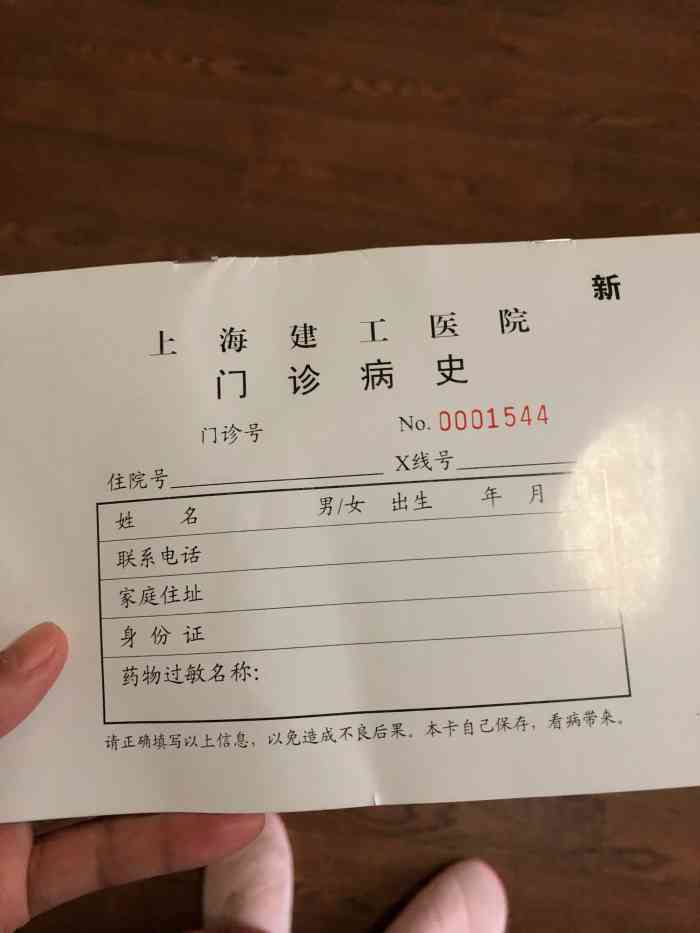 新
上海建工医院
门诊病史
门诊号 No. 0001544
住院号 X线号
姓 名 男/女 出生 年 月
联系电话
家庭住址
身份证
药物过敏名称:
请正确填写以上信息，以免造成不良后果。本卡自己保存，看病带来。